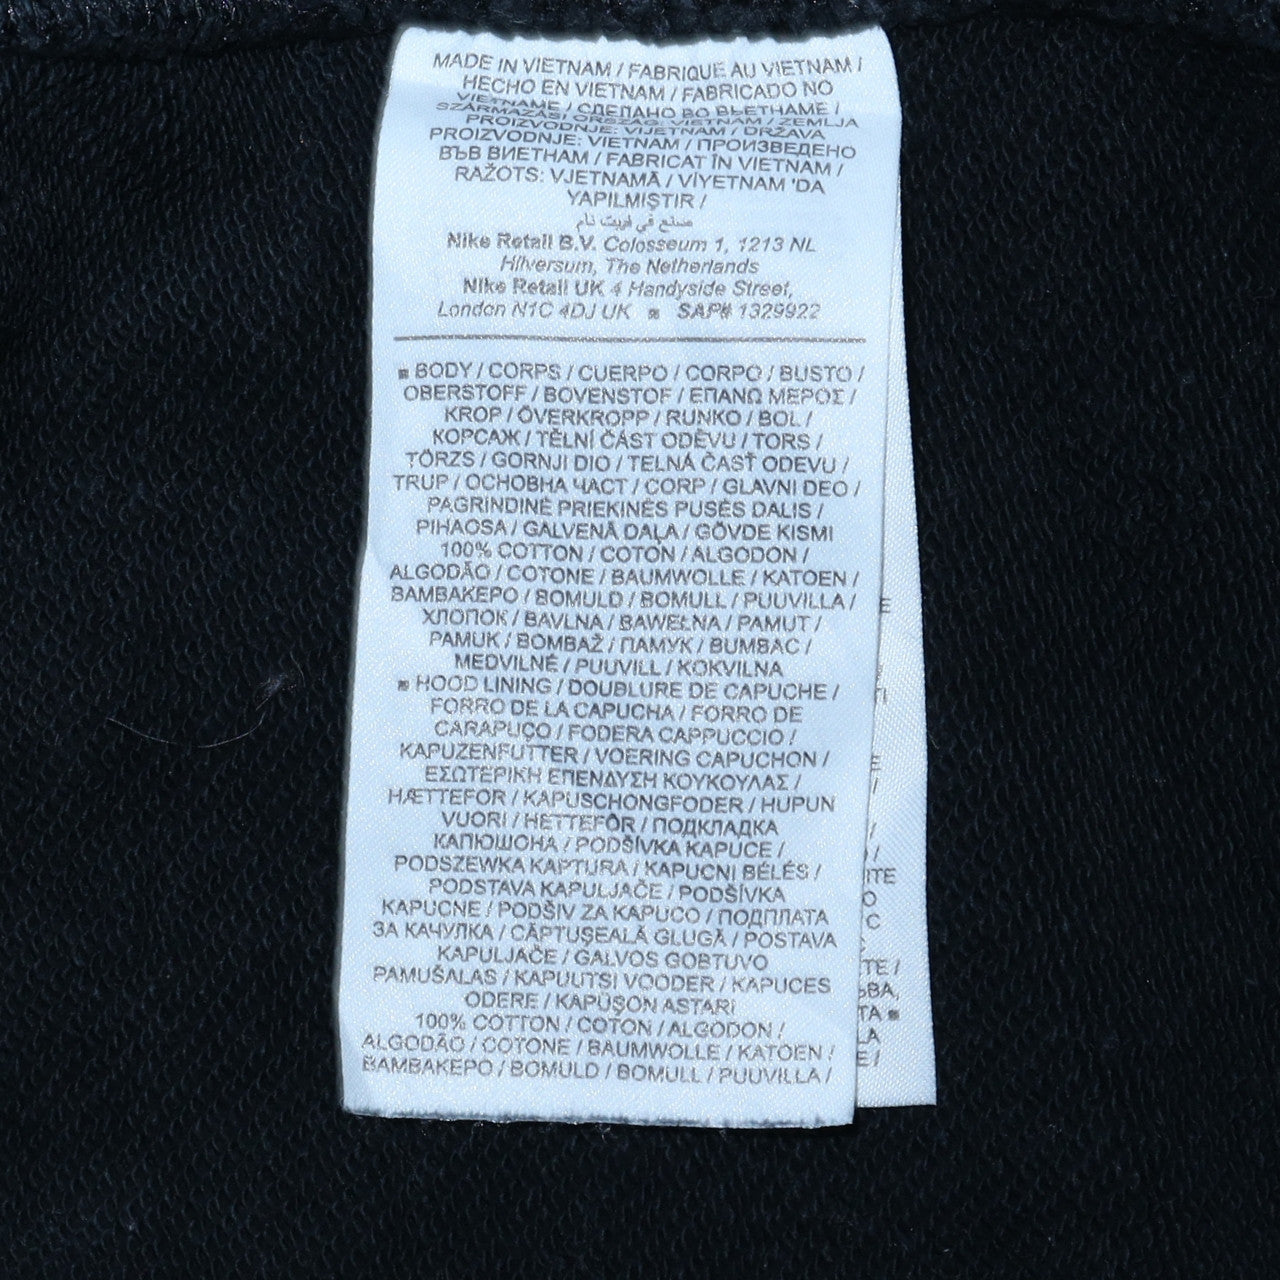 MADE IN VIETNAM / FABRIQUE AU VIETNAM /
HECHO EN VIETNAM / FABRICADO NO
VIETNAME / СДЕЛАНО ВО ВЬЕТНАМЕ /
SZÁRMAZÁSI ORSZÁG: VIETNAM / ZEMLJA
PROIZVODNJE: VIJETNAM / DRŽAVA
PROIZVODNJE: VIETNAM / ПРОИЗВЕДЕНО
ВЪВ ВИЕТНАМ / FABRICAT ÎN VIETNAM /
RAŽOTS: VJETNAMĀ / VİYETNAM 'DA
YAPILMIŞTIR /
صنع في فييت نام
Nike Retail B.V. Colosseum 1, 1213 NL
Hilversum, The Netherlands
Nike Retail UK 4 Handyside Street,
London N1C 4DJ UK ■ SAP# 1329922
■ BODY / CORPS / CUERPO / CORPO / BUSTO /
OBERSTOFF / BOVENSTOF / ΕΠΑΝΩ ΜΕΡΟΣ /
KROP / ÖVERKROPP / RUNKO / BOL /
КОРСАЖ / TĚLNÍ ČÁST ODĚVU / TORS /
TÖRZS / GORNJI DIO / TELNÁ ČASŤ ODEVU /
TRUP / ОСНОВНА ЧАСТ / CORP / GLAVNI DEO /
PAGRINDINĖ PRIEKINĖS PUSĖS DALIS /
PIHAOSA / GALVENĀ DAĻA / GÖVDE KISMI
100% COTTON / COTON / ALGODON /
ALGODÃO / COTONE / BAUMWOLLE / KATOEN /
ΒΑΜΒΑΚΕΡΟ / BOMULD / BOMULL / PUUVILLA /
ХЛОПОК / BAVLNA / BAWEŁNA / PAMUT /
PAMUK / BOMBAŽ / ПАМУК / BUMBAC /
MEDVILNĖ / PUUVILL / KOKVILNA
■ HOOD LINING / DOUBLURE DE CAPUCHE /
FORRO DE LA CAPUCHA / FORRO DE
CARAPUÇO / FODERA CAPPUCCIO /
KAPUZENFUTTER / VOERING CAPUCHON /
ΕΣΩΤΕΡΙΚΗ ΕΠΕΝΔΥΣΗ ΚΟΥΚΟΥΛΑΣ /
HÆTTEFOR / KAPUSCHONGFODER / HUPUN
VUORI / HETTEFÔR / ПОДКЛАДКА
КАПЮШОНА / PODŠÍVKA KAPUCE /
PODSZEWKA KAPTURA / KAPUCNI BÉLÉS /
PODSTAVA KAPULJAČE / PODŠÍVKA
KAPUCNE / PODŠIV ZA KAPUCO / ПОДПЛАТА
ЗА КАЧУЛКА / CĂPTUŞEALĂ GLUGĂ / POSTAVA
KAPULJAČE / GALVOS GOBTUVO
PAMUŠALAS / KAPUUTSI VOODER / KAPUCES
ODERE / KAPÜŞON ASTARI
100% COTTON / COTON / ALGODON /
ALGODÃO / COTONE / BAUMWOLLE / KATOEN /
ΒΑΜΒΑΚΕΡΟ / BOMULD / BOMULL / PUUVILLA /